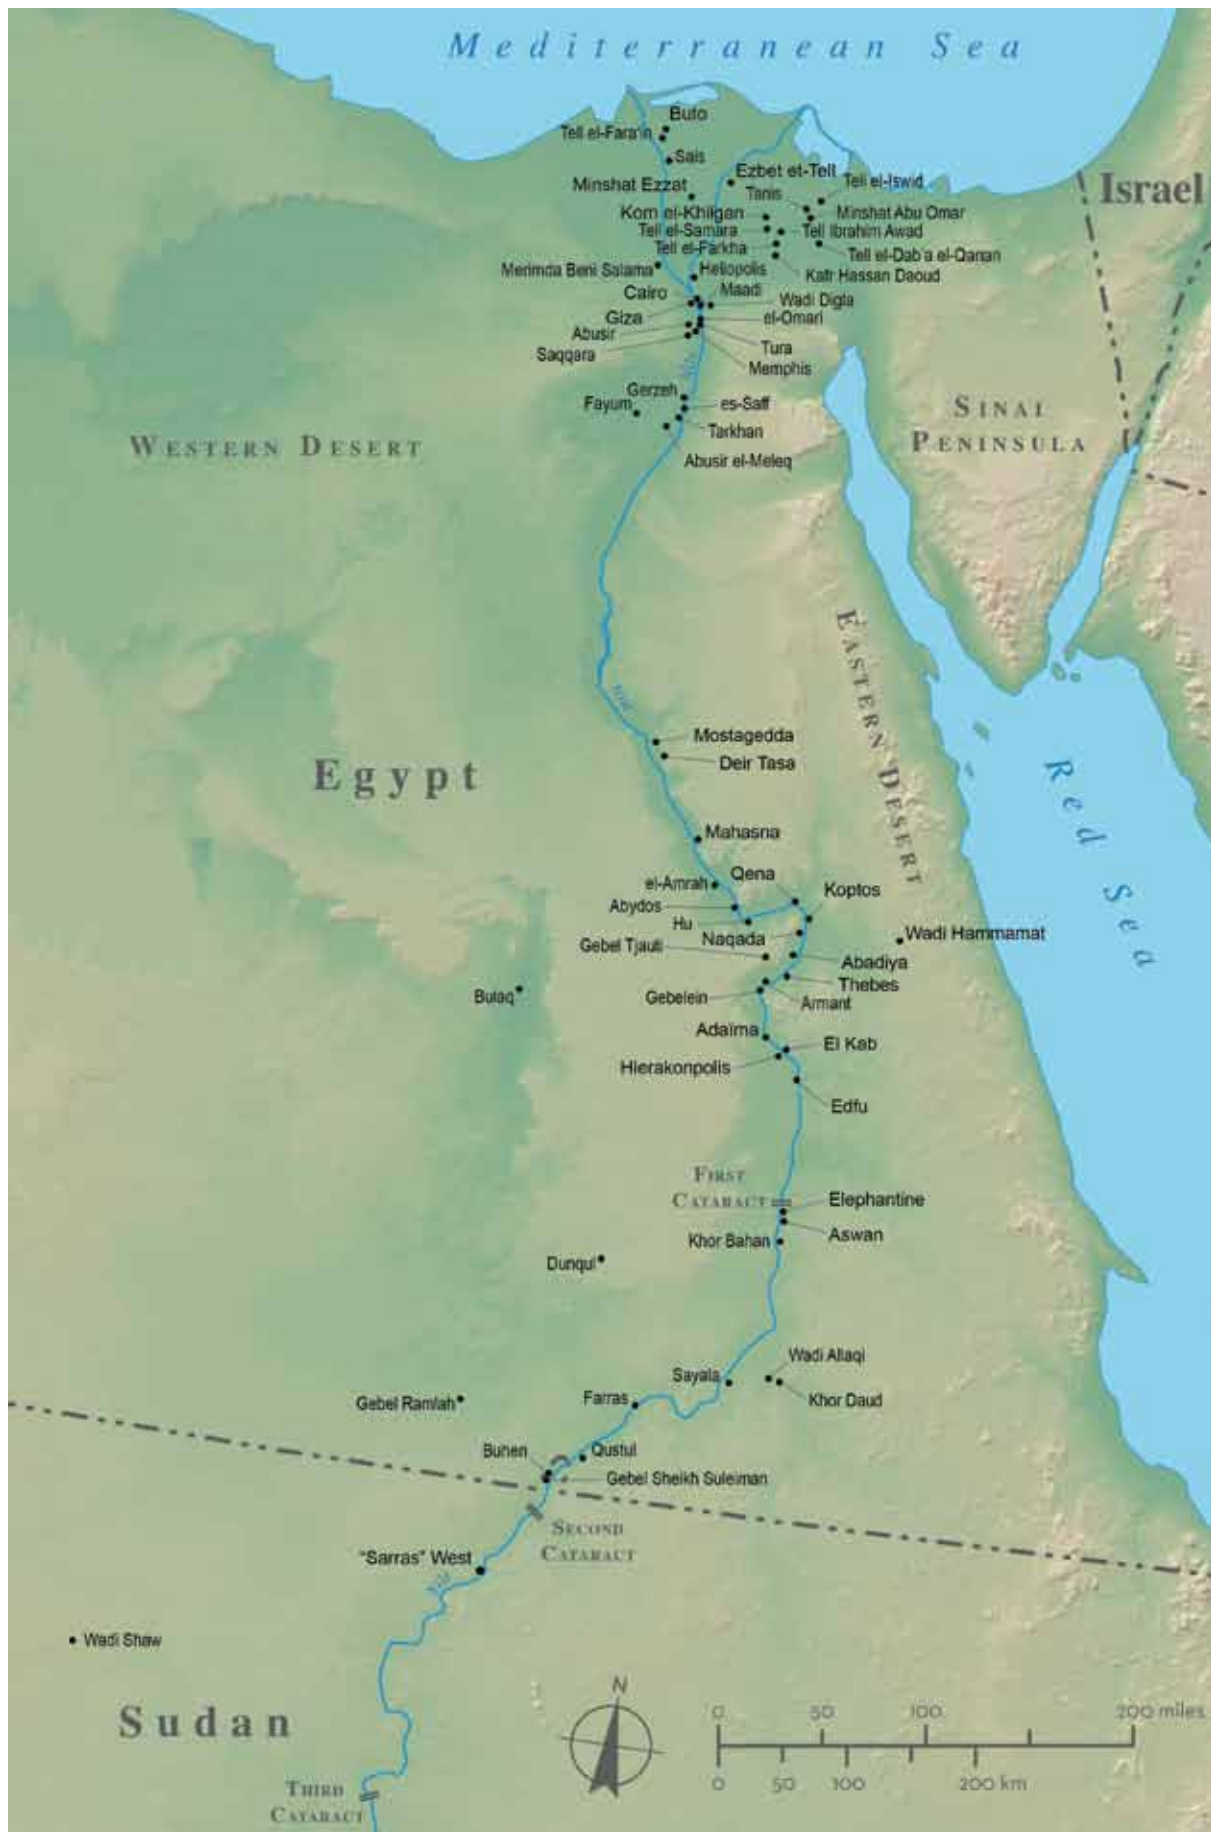 Mediterranean Sea
Buto
Tell el-Fara'in
Sais
Ezbet et-Tell
Tell el-Iswid
Minshat Ezzat
Tanis
Israel
Kom el-Khilgan
Minshat Abu Omar
Tell el-Samara
Tell Ibrahim Awad
Tell el-Farkha
Tell el-Dab'a el-Qanan
Merimda Beni Salama
Heliopolis
Kafr Hassan Daoud
Cairo
Maadi
Wadi Digla
Giza
el-Omari
Abusir
Saqqara
Tura
Memphis
Nile
Gerzeh
Fayum
es-Saff
SINAI
PENINSULA
Tarkhan
WESTERN DESERT
Abusir el-Meleq
EASTERN DESERT
Nile
Mostagedda
Deir Tasa
Egypt
Red Sea
Mahasna
Qena
el-Amrah
Koptos
Abydos
Hu
Naqada
Wadi Hammamat
Gebel Tjauti
Abadiya
Thebes
Bulaq
Gebelein
Armant
Adaïma
El Kab
Hierakonpolis
Edfu
FIRST
CATARACT
Elephantine
Aswan
Khor Bahan
Dunqul
Wadi Allaqi
Sayala
Khor Daud
Gebel Ramlah
Farras
Buhen
Qustul
Gebel Sheikh Suleiman
SECOND
CATARACT
"Sarras" West
Nile
Wadi Shaw
N
Sudan
0 50 100 200 miles
0 50 100 200 km
THIRD
CATARACT